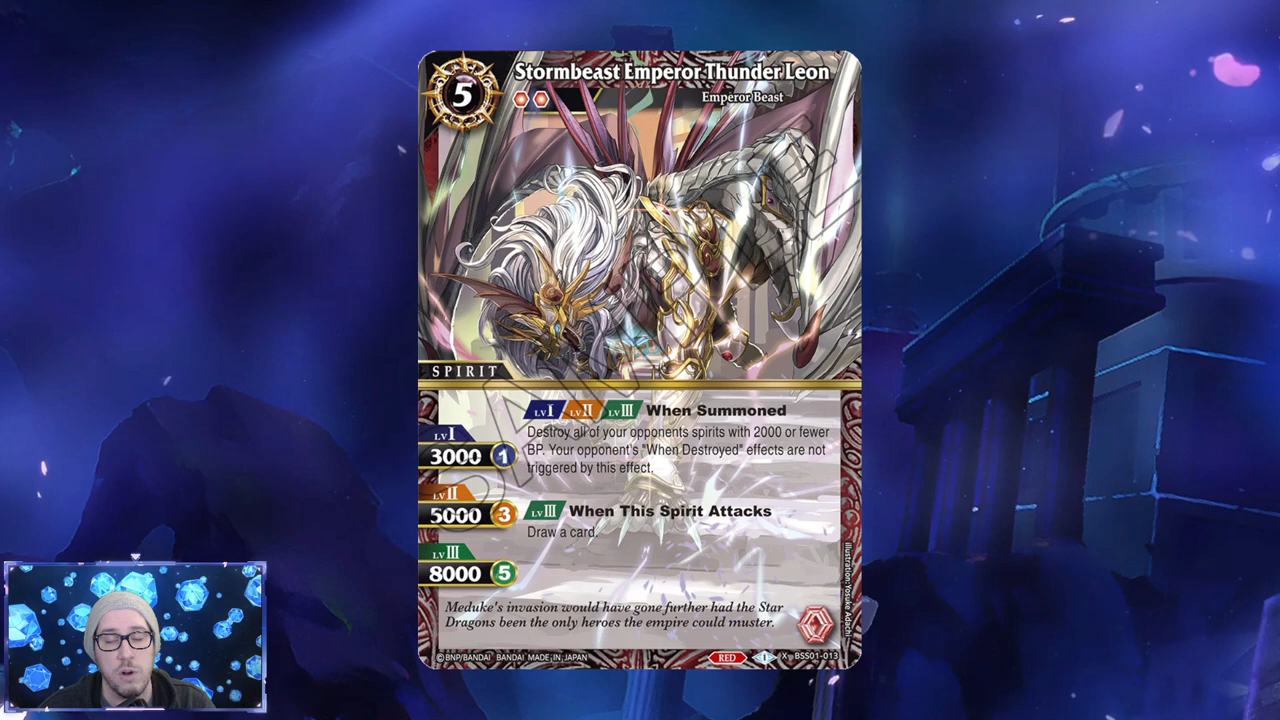 Stormbeast Emperor Thunder Leon
5
Emperor Beast
SPIRIT
LV I LV II LV III When Summoned
Destroy all of your opponents spirits with 2000 or fewer
BP. Your opponent's "When Destroyed" effects are not
triggered by this effect.
LV I
3000 1
LV II
5000 3
LV III When This Spirit Attacks
Draw a card.
LV III
8000 5
Meduke's invasion would have gone further had the Star
Dragons been the only heroes the empire could muster.
illustration:Yosuke Adachi
©BNP/BANDAI BANDAI MADE IN JAPAN
RED 1 X BSS01-013